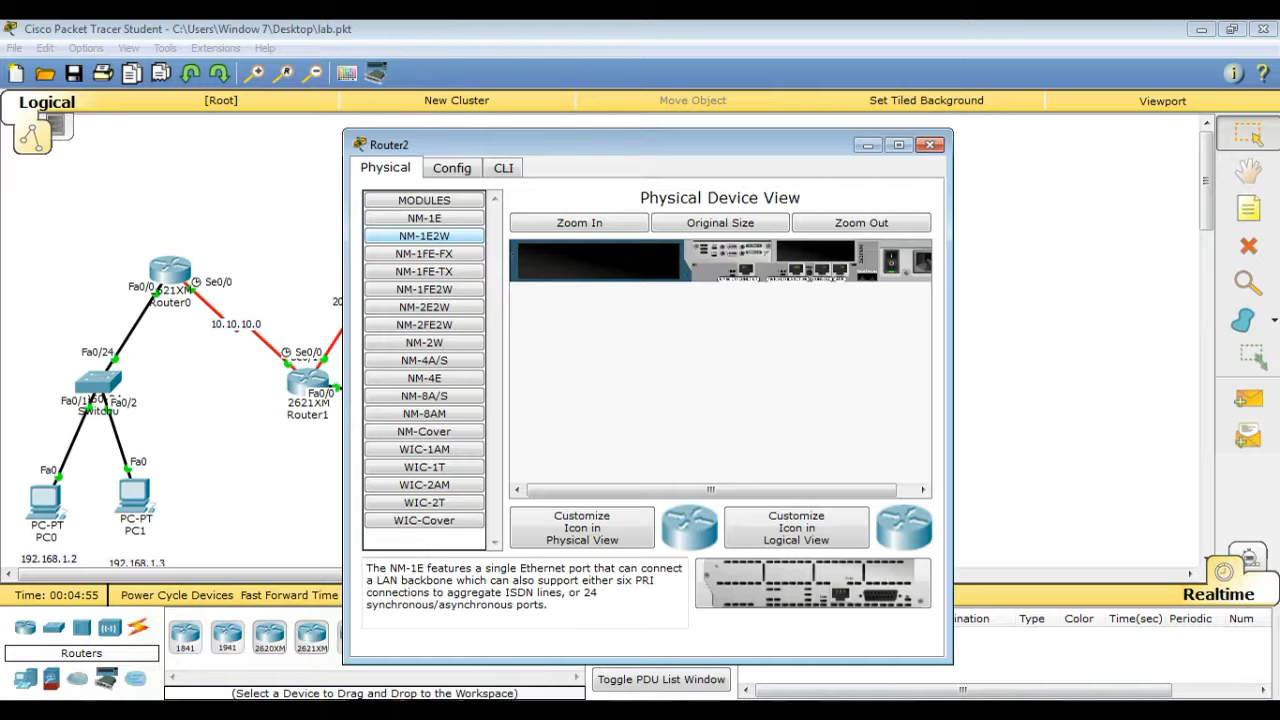 Cisco Packet Tracer Student - C:\Users\Window 7\Desktop\lab.pkt
File Edit Options View Tools Extensions Help
Logical [Root] New Cluster Move Object Set Tiled Background Viewport
Router2
Physical Config CLI
MODULES
NM-1E
NM-1E2W
NM-1FE-FX
NM-1FE-TX
NM-1FE2W
NM-2E2W
NM-2FE2W
NM-2W
NM-4A/S
NM-4E
NM-8A/S
NM-8AM
NM-Cover
WIC-1AM
WIC-1T
WIC-2AM
WIC-2T
WIC-Cover
Physical Device View
Zoom In Original Size Zoom Out
Customize
Icon in
Physical View
Customize
Icon in
Logical View
The NM-1E features a single Ethernet port that can connect
a LAN backbone which can also support either six PRI
connections to aggregate ISDN lines, or 24
synchronous/asynchronous ports.
Fa0/0
Se0/0
621XM
Router0
10.10.10.0
20
Se0/0
Fa0/0
2621XM
Router1
Fa0/24
Fa0/1
Fa0/2
Fa0
Fa0
PC-PT
PC0
PC-PT
PC1
192.168.1.2
192.168.1.3
Time: 00:04:55 Power Cycle Devices Fast Forward Time
Realtime
Routers
1841 1941 2620XM 2621XM
(Select a Device to Drag and Drop to the Workspace)
Toggle PDU List Window
ination Type Color Time(sec) Periodic Num